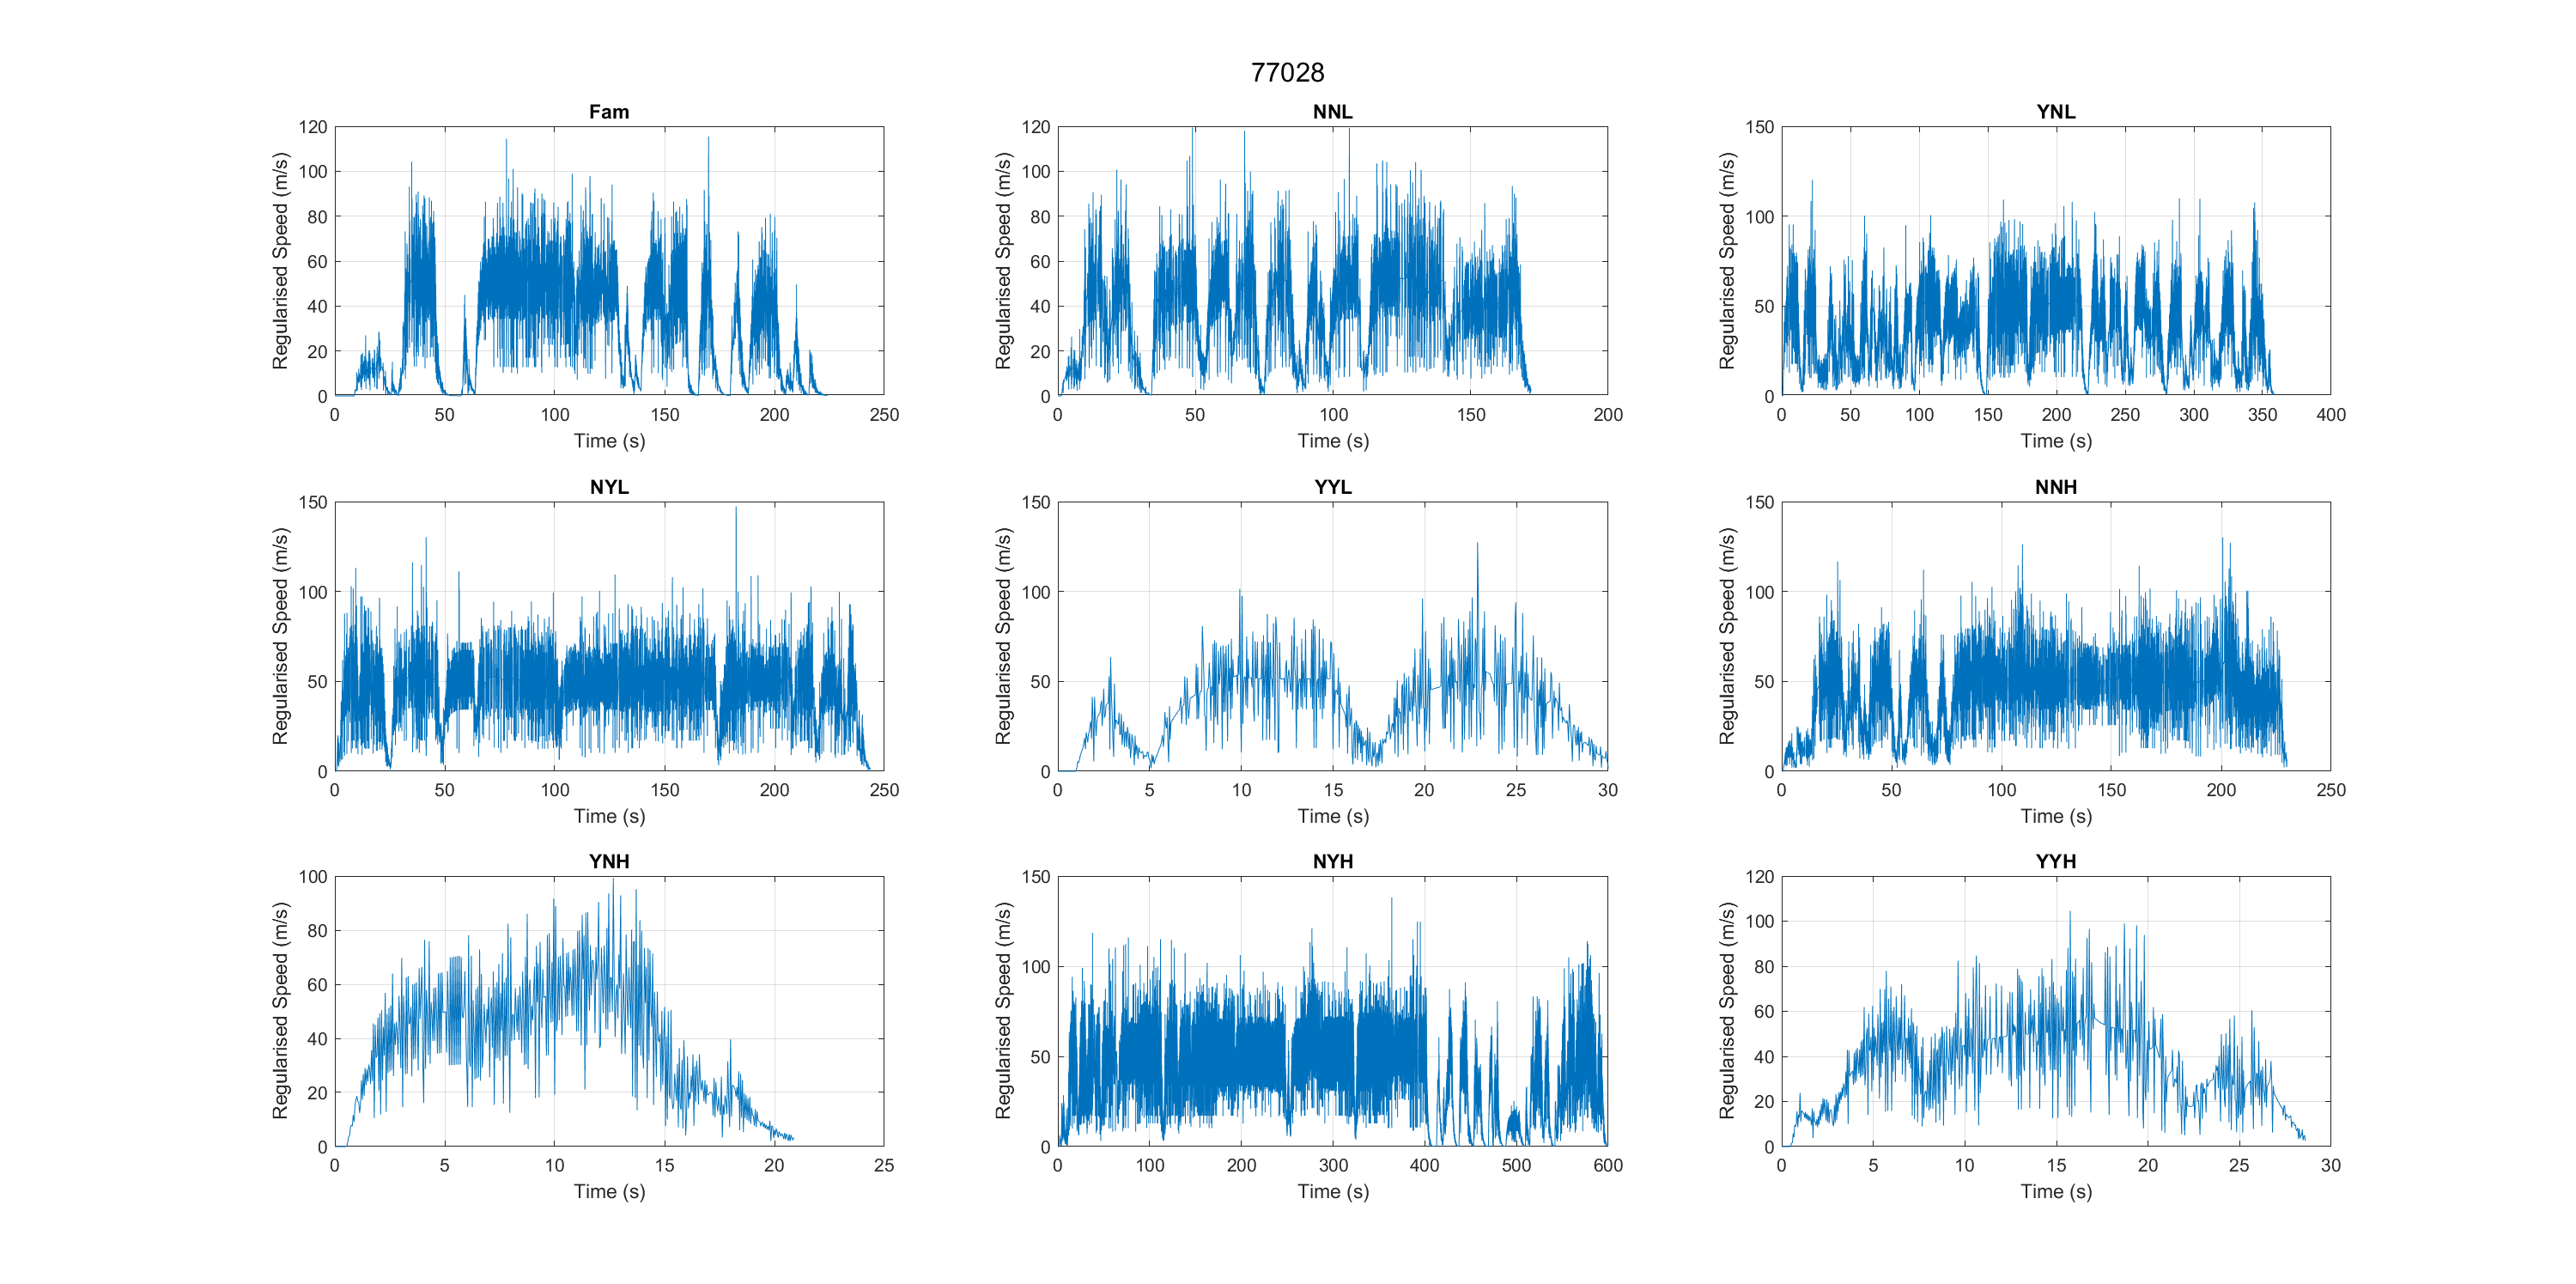 77028
Fam
NNL
YNL
Regularised Speed (m/s)
120
100
80
60
40
20
0
0 50 100 150 200 250
Time (s)
Regularised Speed (m/s)
120
100
80
60
40
20
0
0 50 100 150 200
Time (s)
Regularised Speed (m/s)
150
100
50
0
0 50 100 150 200 250 300 350 400
Time (s)
NYL
YYL
NNH
Regularised Speed (m/s)
150
100
50
0
0 50 100 150 200 250
Time (s)
Regularised Speed (m/s)
150
100
50
0
0 5 10 15 20 25 30
Time (s)
Regularised Speed (m/s)
150
100
50
0
0 50 100 150 200 250
Time (s)
YNH
NYH
YYH
Regularised Speed (m/s)
100
80
60
40
20
0
0 5 10 15 20 25
Time (s)
Regularised Speed (m/s)
150
100
50
0
0 100 200 300 400 500 600
Time (s)
Regularised Speed (m/s)
120
100
80
60
40
20
0
0 5 10 15 20 25 30
Time (s)